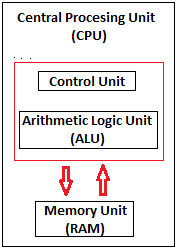 Central Procesing Unit
(CPU)
. . .
Control Unit
Arithmetic Logic Unit
(ALU)
Memory Unit
(RAM)